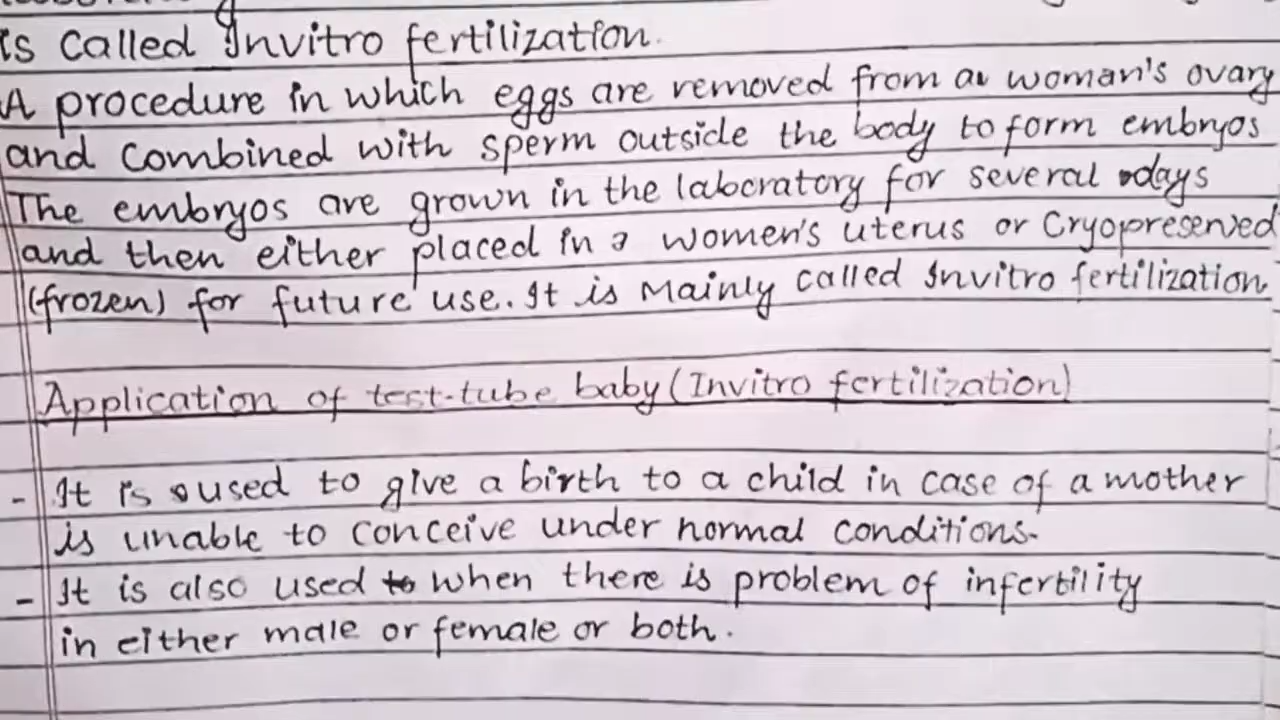 is called Invitro fertilization.
A procedure in which eggs are removed from a woman's ovary
and combined with sperm outside the body to form embryos
The embryos are grown in the laboratory for several days
and then either placed in a women's uterus or Cryopreserved
(frozen) for future use. It is Mainly called Invitro fertilization
Application of test-tube baby (Invitro fertilization)
- It is used to give a birth to a child in case of a mother
is unable to conceive under normal conditions.
- It is also used when there is problem of infertility
in either male or female or both.